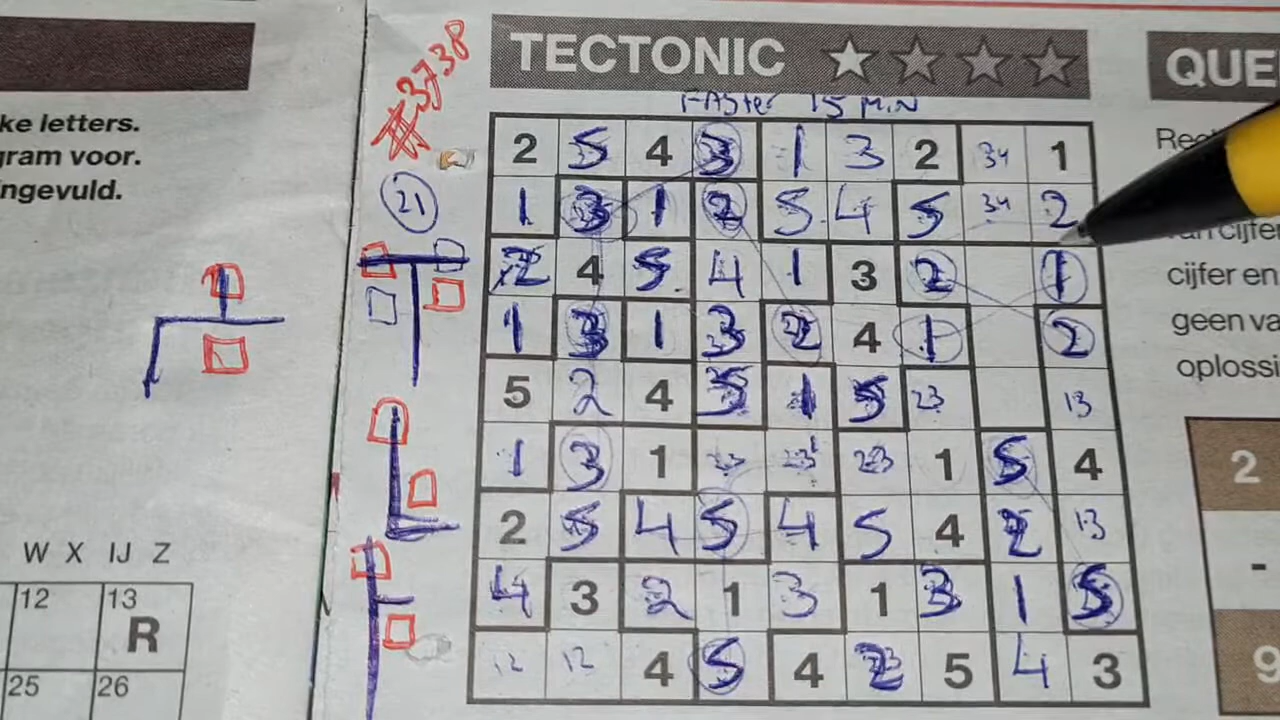 TECTONIC
QUE
#3738
FASter 15 MiN
ke letters.
gram voor.
ingevuld.
21
2 5 4 3 1 3 2 34 1
1 3 1 2 5 4 5 34 2
2 4 5 4 1 3 2 1
1 3 1 3 2 4 1 2
5 2 4 5 1 5 23 13
1 3 1 23 1 5 4
2 5 4 5 4 5 4 2 13
4 3 2 1 3 1 3 1 5
12 12 4 5 4 23 5 4 3
van cijfer
cijfer en
geen va
oplossi
2
-
9
W X IJ Z
12 13
R
25 26